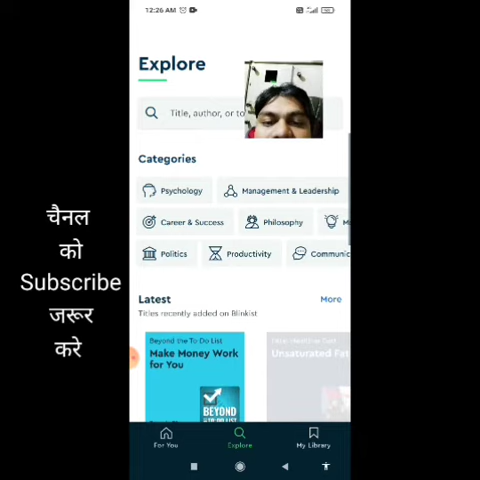 12:26 AM
Explore
Title, author, or to
Categories
Psychology
Management & Leadership
Career & Success
Philosophy
Politics
Productivity
Communic
Latest
More
Titles recently added on Blinkist
Beyond the To Do List
Make Money Work
for You
Unsaturated Fat
BEYOND
For You
Explore
My Library
चैनल
को
Subscribe
जरूर
करे